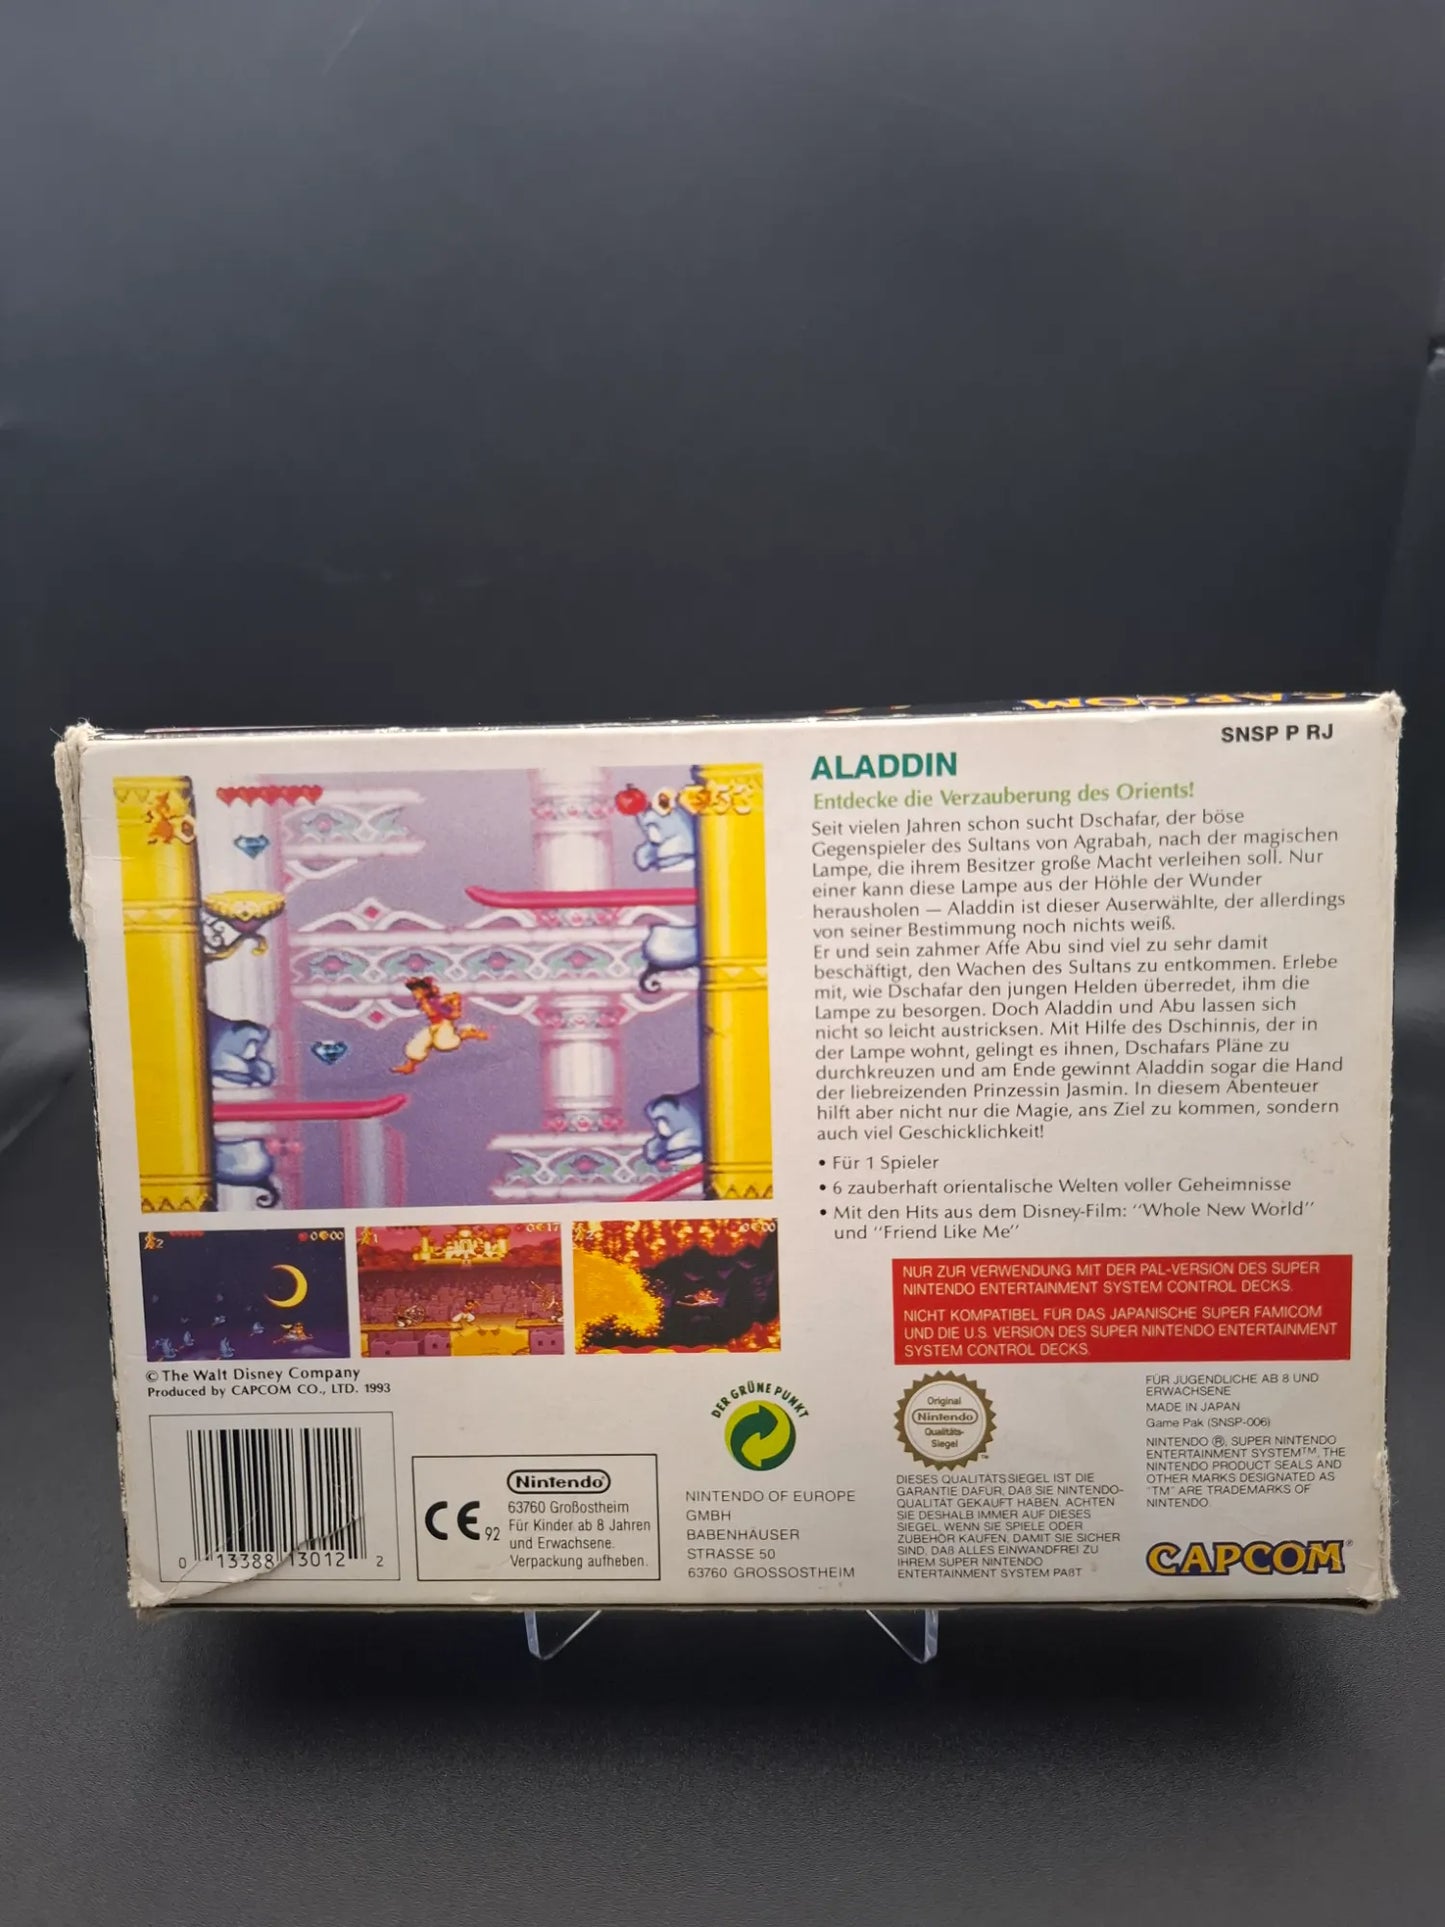 CAPCOM
SNSP P RJ
ALADDIN
Entdecke die Verzauberung des Orients!
Seit vielen Jahren schon sucht Dschafar, der böse
Gegenspieler des Sultans von Agrabah, nach der magischen
Lampe, die ihrem Besitzer große Macht verleihen soll. Nur
einer kann diese Lampe aus der Höhle der Wunder
herausholen — Aladdin ist dieser Auserwählte, der allerdings
von seiner Bestimmung noch nichts weiß.
Er und sein zahmer Affe Abu sind viel zu sehr damit
beschäftigt, den Wachen des Sultans zu entkommen. Erlebe
mit, wie Dschafar den jungen Helden überredet, ihm die
Lampe zu besorgen. Doch Aladdin und Abu lassen sich
nicht so leicht austricksen. Mit Hilfe des Dschinnis, der in
der Lampe wohnt, gelingt es ihnen, Dschafars Pläne zu
durchkreuzen und am Ende gewinnt Aladdin sogar die Hand
der liebreizenden Prinzessin Jasmin. In diesem Abenteuer
hilft aber nicht nur die Magie, ans Ziel zu kommen, sondern
auch viel Geschicklichkeit!
• Für 1 Spieler
• 6 zauberhaft orientalische Welten voller Geheimnisse
• Mit den Hits aus dem Disney-Film: "Whole New World"
und "Friend Like Me"
NUR ZUR VERWENDUNG MIT DER PAL-VERSION DES SUPER
NINTENDO ENTERTAINMENT SYSTEM CONTROL DECKS.
NICHT KOMPATIBEL FÜR DAS JAPANISCHE SUPER FAMICOM
UND DIE U.S. VERSION DES SUPER NINTENDO ENTERTAINMENT
SYSTEM CONTROL DECKS.
© The Walt Disney Company
Produced by CAPCOM CO., LTD. 1993
0 13388 13012 2
CE 92
Nintendo®
63760 Großostheim
Für Kinder ab 8 Jahren
und Erwachsene.
Verpackung aufheben.
DER GRÜNE PUNKT
NINTENDO OF EUROPE
GMBH
BABENHÄUSER
STRASSE 50
63760 GROSSOSTHEIM
Original
Nintendo
Qualitäts-
Siegel
TM
DIESES QUALITÄTSSIEGEL IST DIE
GARANTIE DAFÜR, DAß SIE NINTENDO-
QUALITÄT GEKAUFT HABEN. ACHTEN
SIE DESHALB IMMER AUF DIESES
SIEGEL, WENN SIE SPIELE ODER
ZUBEHÖR KAUFEN, DAMIT SIE SICHER
SIND, DAß ALLES EINWANDFREI ZU
IHREM SUPER NINTENDO
ENTERTAINMENT SYSTEM PAßT
FÜR JUGENDLICHE AB 8 UND
ERWACHSENE
MADE IN JAPAN
Game Pak (SNSP-006)
NINTENDO ®, SUPER NINTENDO
ENTERTAINMENT SYSTEM™, THE
NINTENDO PRODUCT SEALS AND
OTHER MARKS DESIGNATED AS
"TM" ARE TRADEMARKS OF
NINTENDO.
CAPCOM®